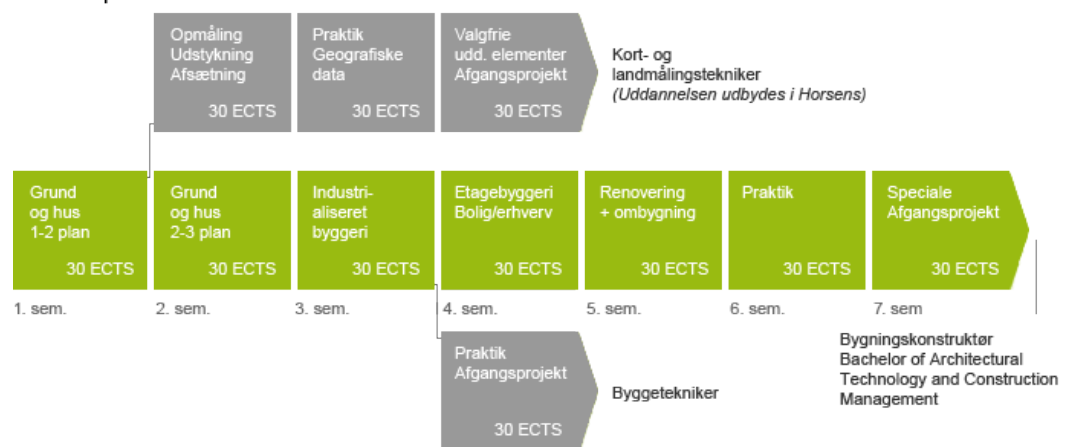 Opmåling
Udstykning
Afsætning
30 ECTS
Praktik
Geografiske
data
30 ECTS
Valgfrie
udd. elementer
Afgangsprojekt
30 ECTS
Kort- og
landmålingstekniker
(Uddannelsen udbydes i Horsens)
Grund
og hus
1-2 plan
30 ECTS
Grund
og hus
2-3 plan
30 ECTS
Industri-
aliseret
byggeri
30 ECTS
Etagebyggeri
Bolig/erhverv
30 ECTS
Renovering
+ ombygning
30 ECTS
Praktik
30 ECTS
Speciale
Afgangsprojekt
30 ECTS
1. sem.
2. sem.
3. sem.
4. sem.
5. sem.
6. sem.
7. sem
Praktik
Afgangsprojekt
30 ECTS
Byggetekniker
Bygningskonstruktør
Bachelor of Architectural
Technology and Construction
Management